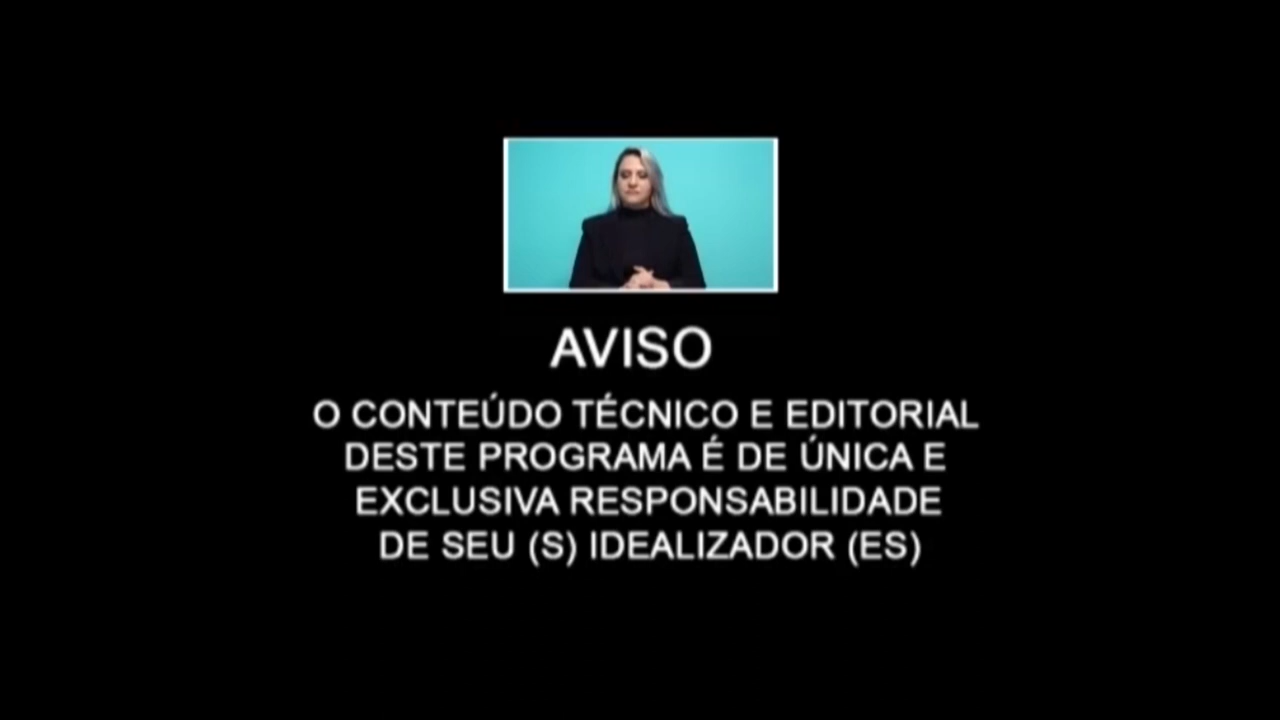 AVISO
O CONTEÚDO TÉCNICO E EDITORIAL
DESTE PROGRAMA É DE ÚNICA E
EXCLUSIVA RESPONSABILIDADE
DE SEU (S) IDEALIZADOR (ES)